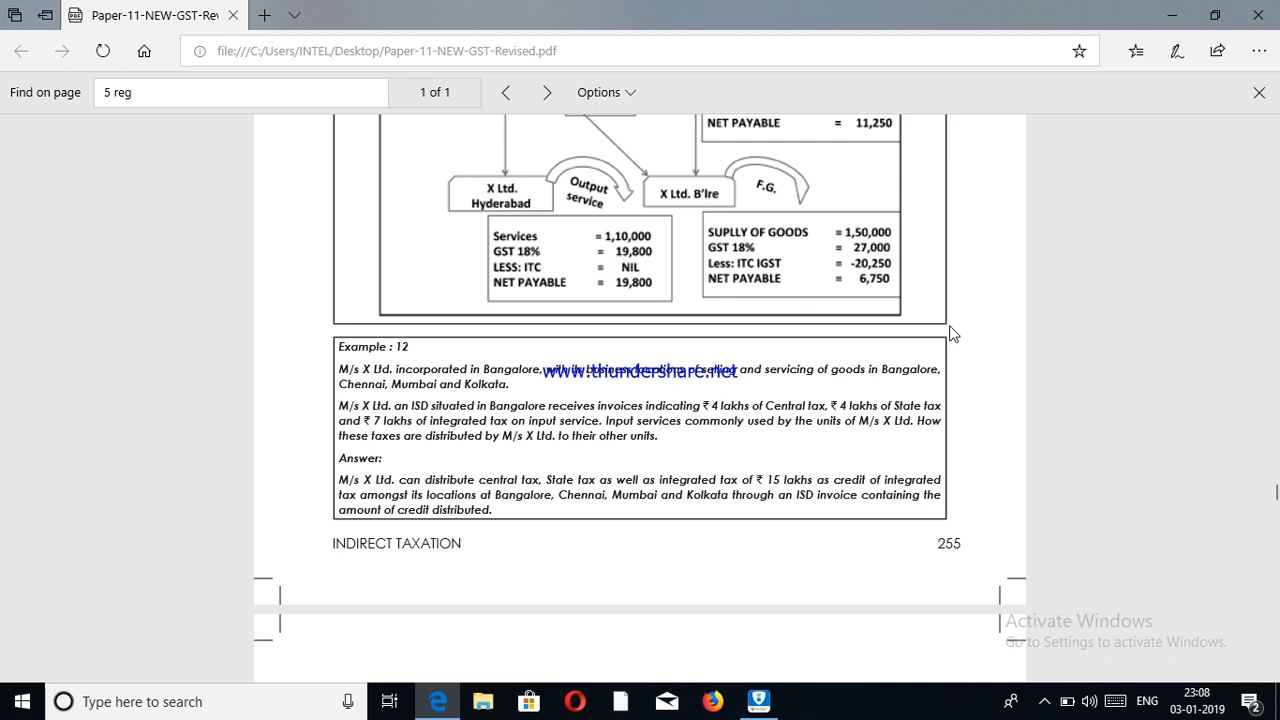 Paper-11-NEW-GST-Rev
file:///C:/Users/INTEL/Desktop/Paper-11-NEW-GST-Revised.pdf
Find on page
5 reg
1 of 1
Options
NET PAYABLE = 11,250
X Ltd.
Hyderabad
Output
service
X Ltd. B'lre
F.G.
Services = 1,10,000
GST 18% = 19,800
LESS: ITC = NIL
NET PAYABLE = 19,800
SUPLLY OF GOODS = 1,50,000
GST 18% = 27,000
Less: ITC IGST = -20,250
NET PAYABLE = 6,750
Example : 12
M/s X Ltd. incorporated in Bangalore, with its business locations of selling and servicing of goods in Bangalore,
www.thundershare.net
Chennai, Mumbai and Kolkata.
M/s X Ltd. an ISD situated in Bangalore receives invoices indicating ₹ 4 lakhs of Central tax, ₹ 4 lakhs of State tax
and ₹ 7 lakhs of integrated tax on input service. Input services commonly used by the units of M/s X Ltd. How
these taxes are distributed by M/s X Ltd. to their other units.
Answer:
M/s X Ltd. can distribute central tax, State tax as well as integrated tax of ₹ 15 lakhs as credit of integrated
tax amongst its locations at Bangalore, Chennai, Mumbai and Kolkata through an ISD invoice containing the
amount of credit distributed.
INDIRECT TAXATION 255
Activate Windows
Go to Settings to activate Windows.
Type here to search
ENG
23:08
03-01-2019
2